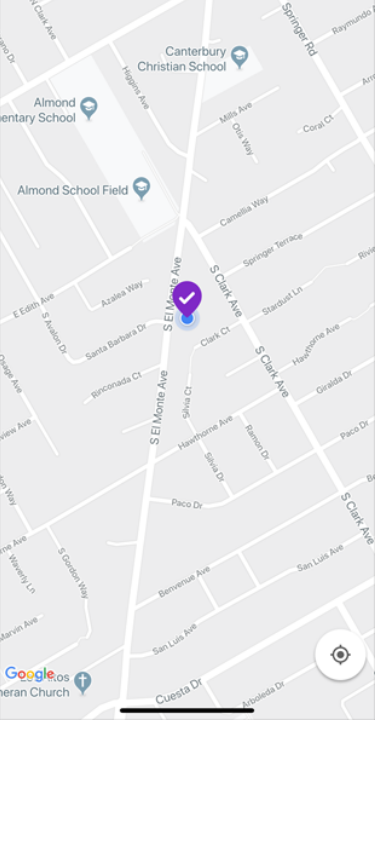 Springer Rd
Raymundo A
n Clark Ave
Canterbury
Christian School
Higgins Ave
Almond
entary School
Mills Ave
Otis Way
Coral Ct
Almond School Field
Camellia Way
Springer Terrace
S El Monte Ave
S Clark Ave
Azalea Way
Stardust Ln
E Edith Ave
S Avalon Dr
Santa Barbara Dr
Clark Ct
Hawthorne Ave
S Clark Ave
Rinconada Ct
Silvia Ct
S El Monte Ave
Giralda Dr
Osage Ave
view Ave
Hawthorne Ave
Ramon Dr
Paco Dr
Silvia Dr
Paco Dr
S Clark Ave
S Gordon Way
Waverly Ln
Benvenue Ave
San Luis Ave
Marvin Ave
San Luis Ave
Google
neran Church
Cuesta Dr
Arboleda Dr